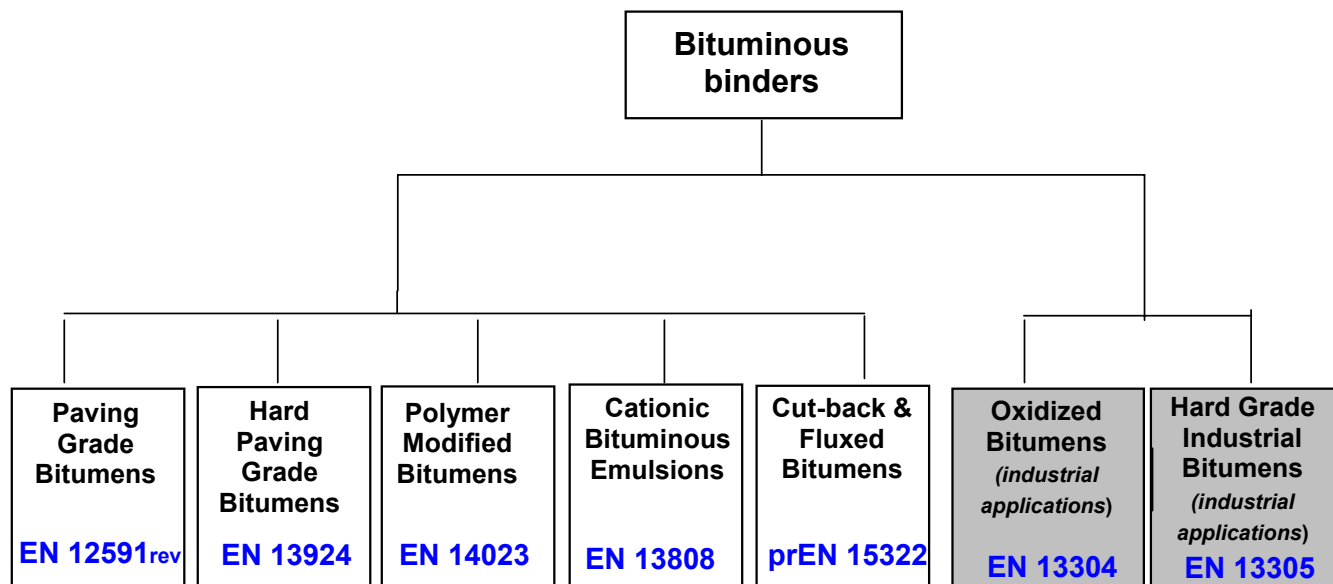 Bituminous
binders
Paving
Grade
Bitumens
EN 12591rev
Hard
Paving
Grade
Bitumens
EN 13924
Polymer
Modified
Bitumens
EN 14023
Cationic
Bituminous
Emulsions
EN 13808
Cut-back &
Fluxed
Bitumens
prEN 15322
Oxidized
Bitumens
(industrial
applications)
EN 13304
Hard Grade
Industrial
Bitumens
(industrial
applications)
EN 13305